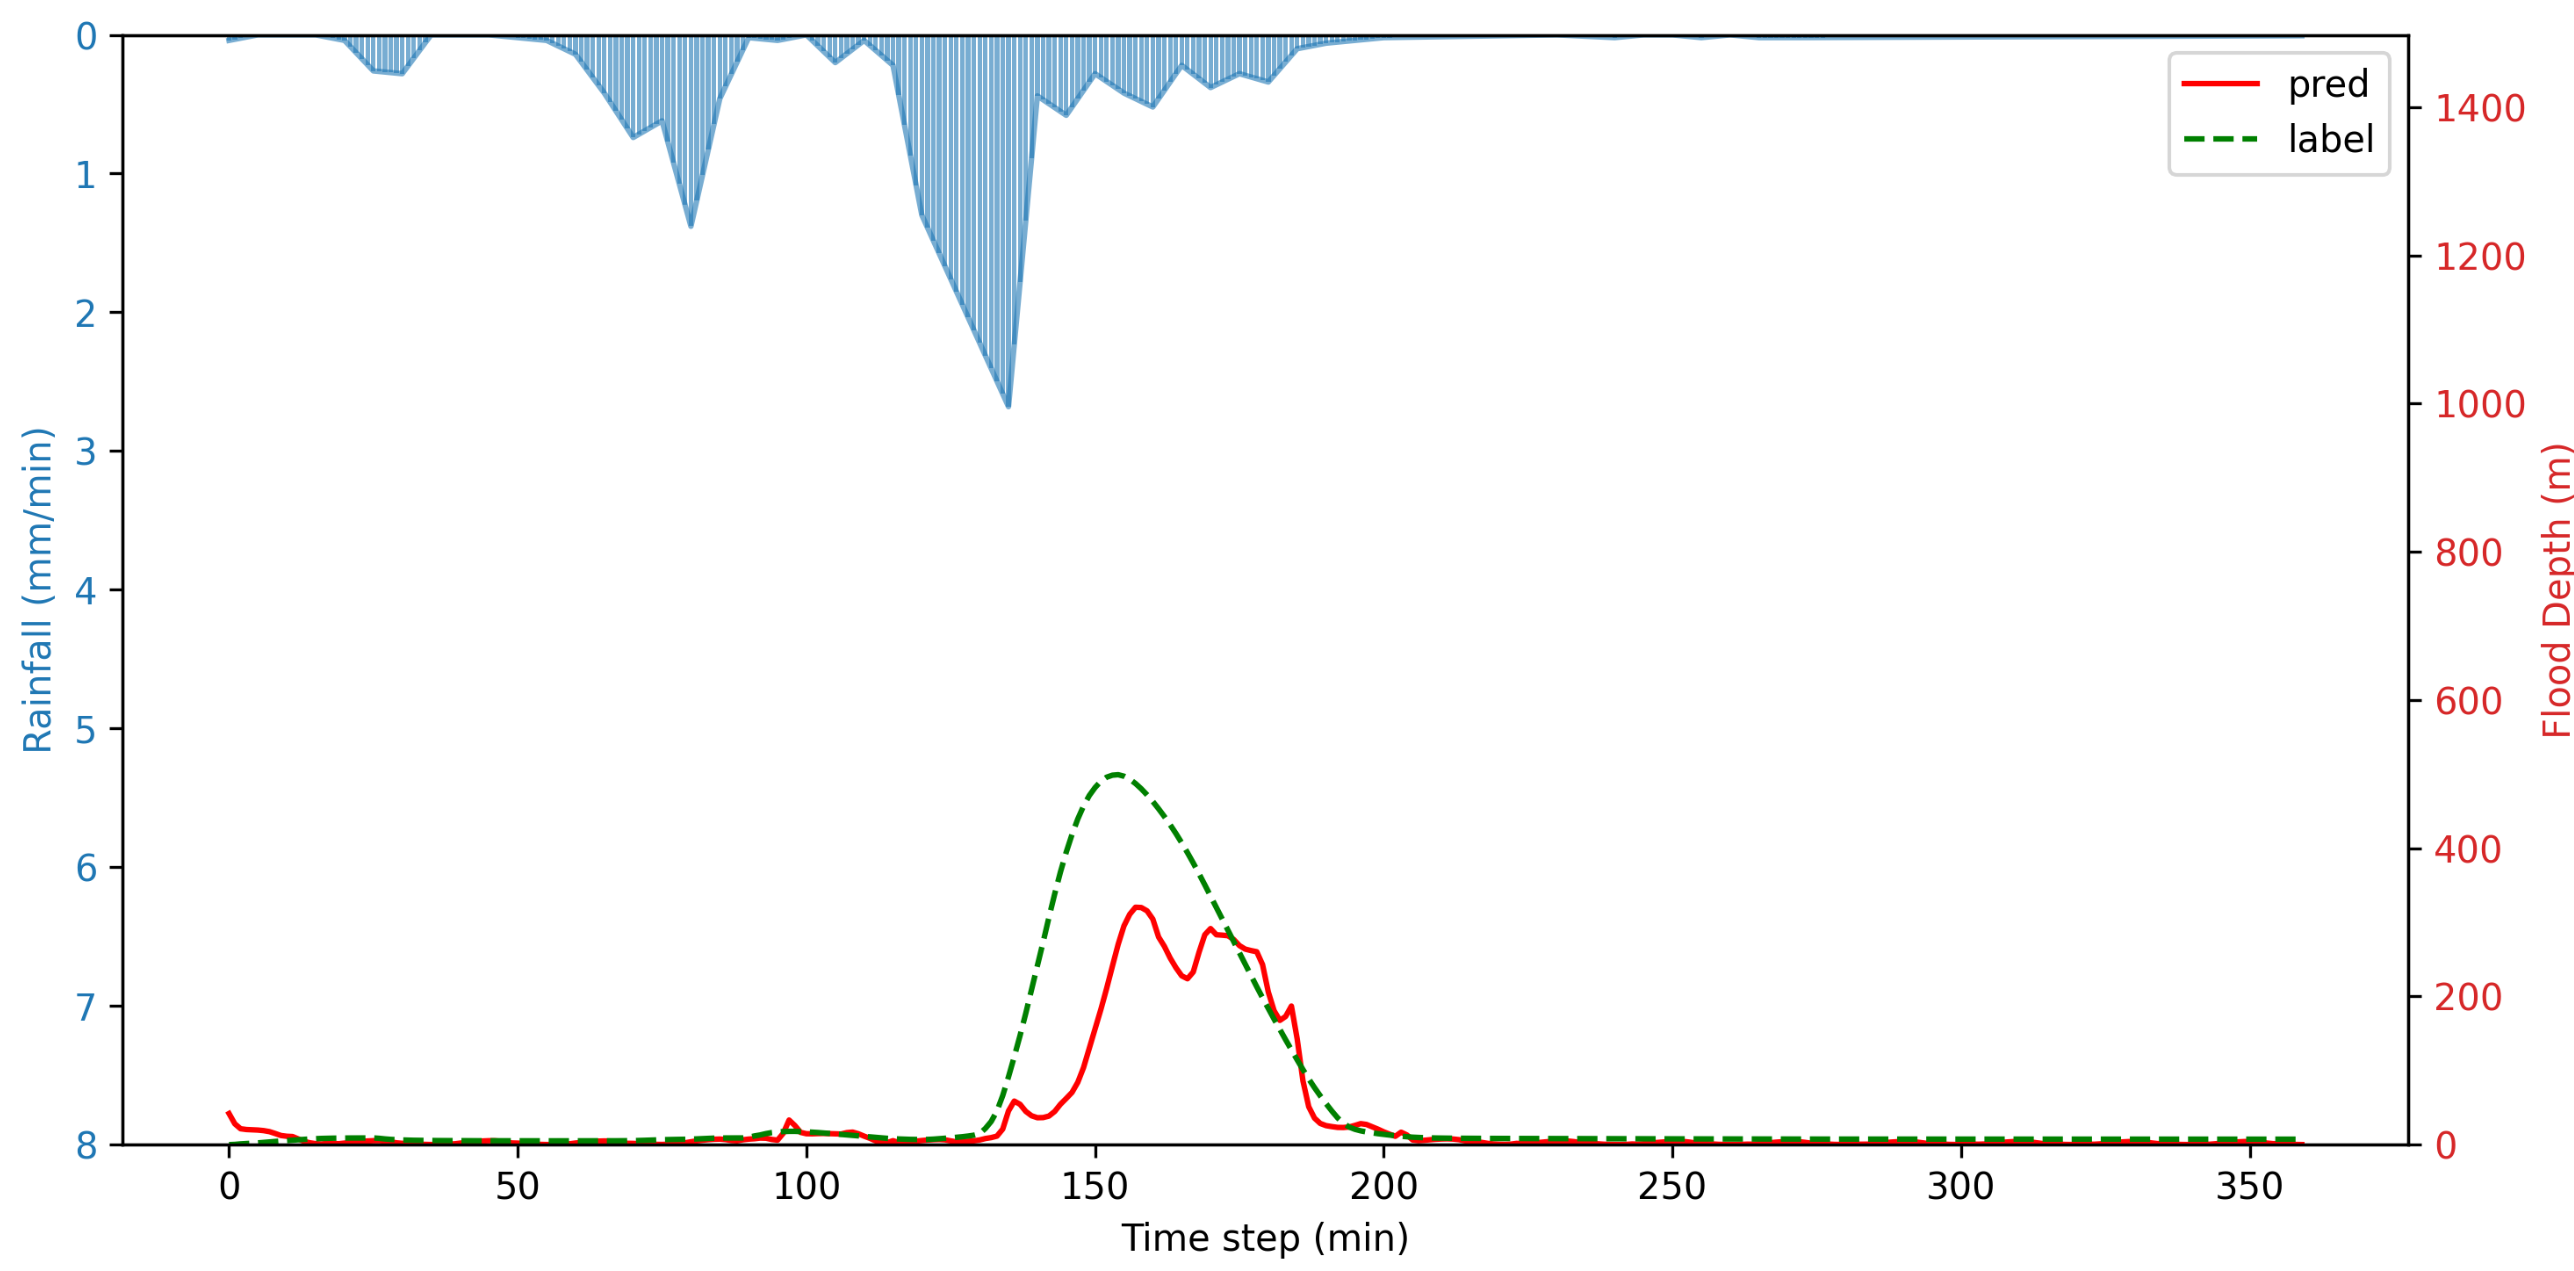 Rainfall (mm/min)
0
1
2
3
4
5
6
7
8
pred
label
1400
1200
1000
800
600
400
200
0
Flood Depth (m)
0 50 100 150 200 250 300 350
Time step (min)